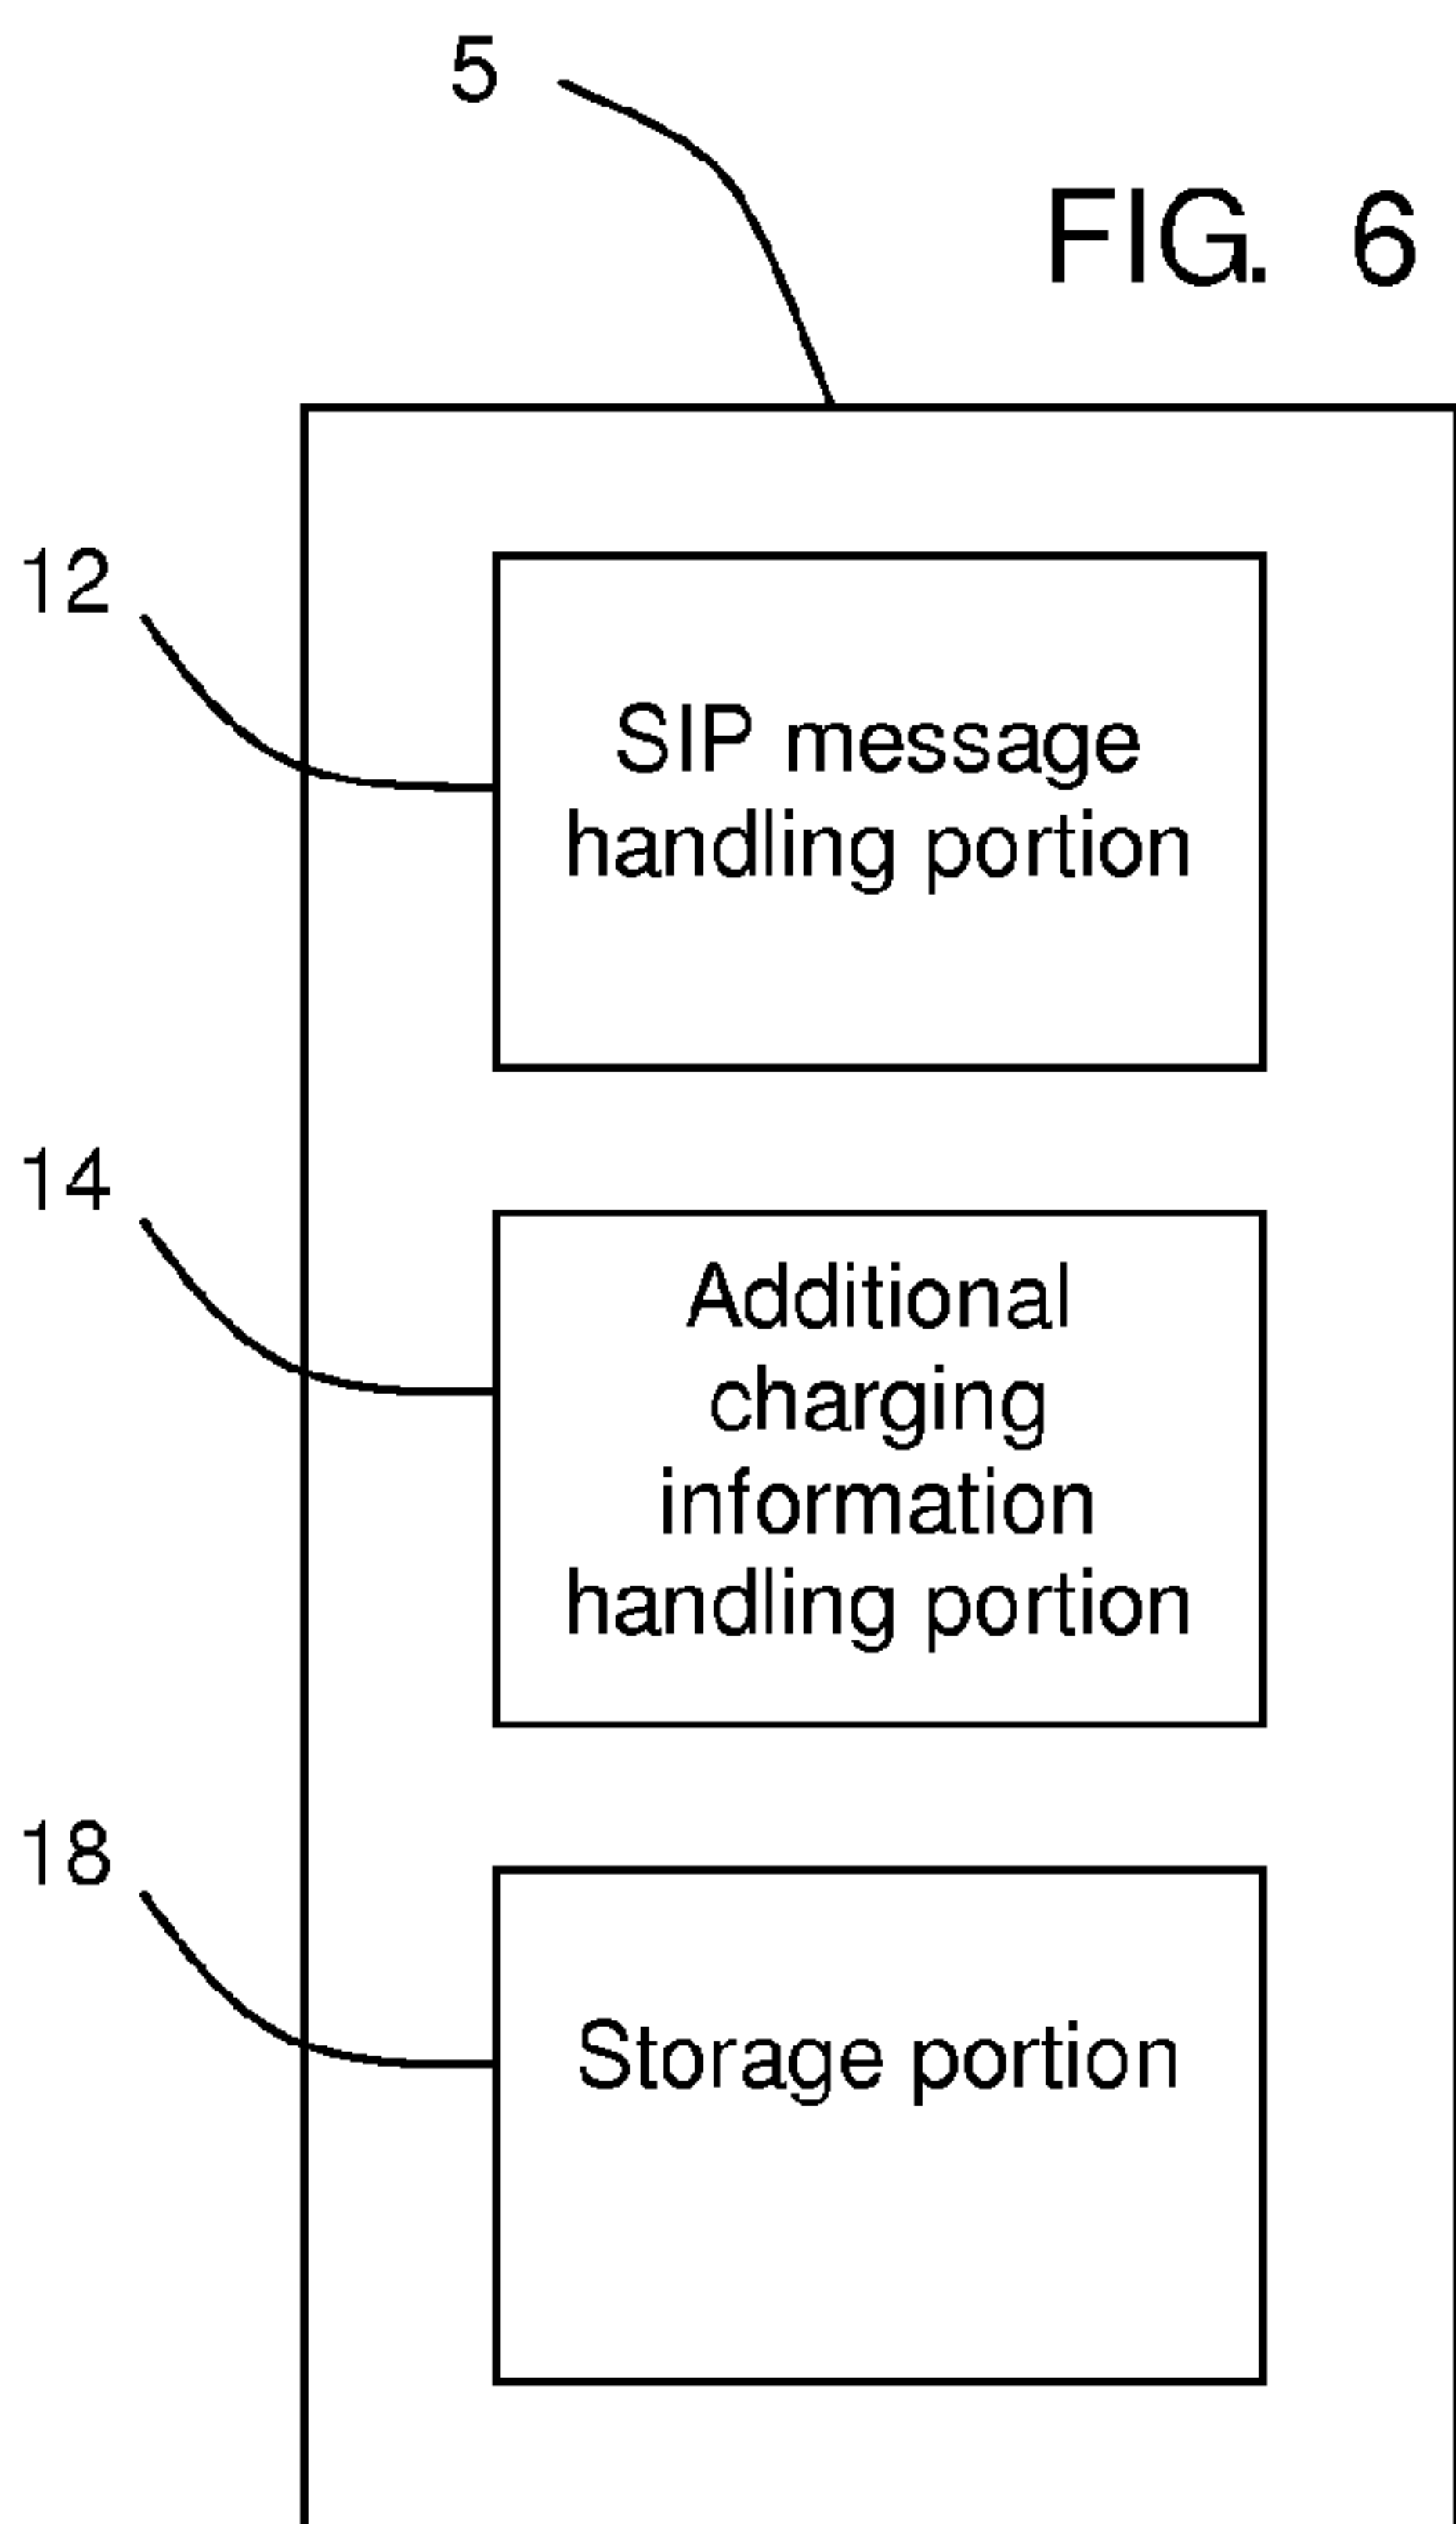 5
FIG. 6
12
SIP message
handling portion
14
Additional
charging
information
handling portion
18
Storage portion